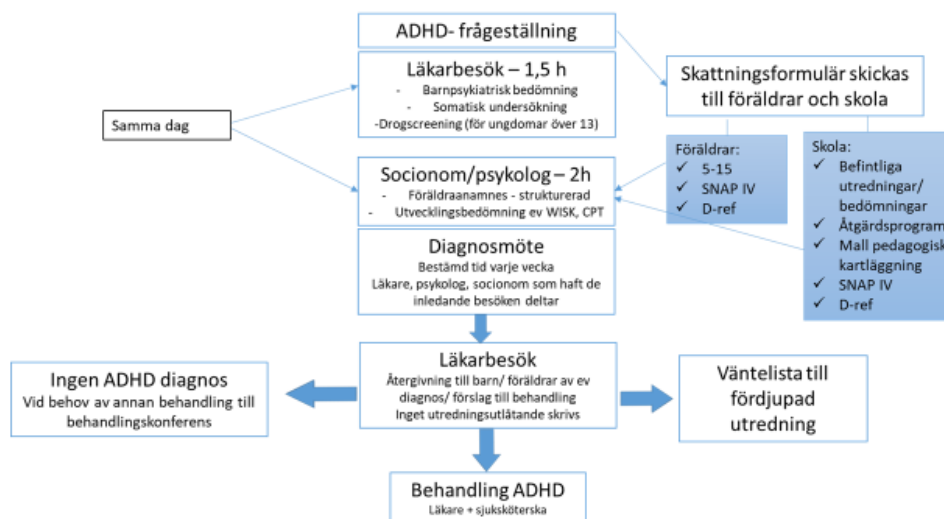 ADHD- frågeställning
Läkarbesök – 1,5 h
- Barnpsykiatrisk bedömning
- Somatisk undersökning
-Drogscreening (för ungdomar över 13)
Samma dag
Skattningsformulär skickas
till föräldrar och skola
Föräldrar:
✓ 5-15
✓ SNAP IV
✓ D-ref
Skola:
✓ Befintliga
utredningar/
bedömningar
✓ Åtgärdsprogram
✓ Mall pedagogisk
kartläggning
✓ SNAP IV
✓ D-ref
Socionom/psykolog – 2h
- Föräldraanamnes - strukturerad
- Utvecklingsbedömning ev WISK, CPT
Diagnosmöte
Bestämd tid varje vecka
Läkare, psykolog, socionom som haft de
inledande besöken deltar
Läkarbesök
Återgivning till barn/ föräldrar av ev
diagnos/ förslag till behandling
Inget utredningsutlåtande skrivs
Ingen ADHD diagnos
Vid behov av annan behandling till
behandlingskonferens
Väntelista till
fördjupad
utredning
Behandling ADHD
Läkare + sjuksköterska